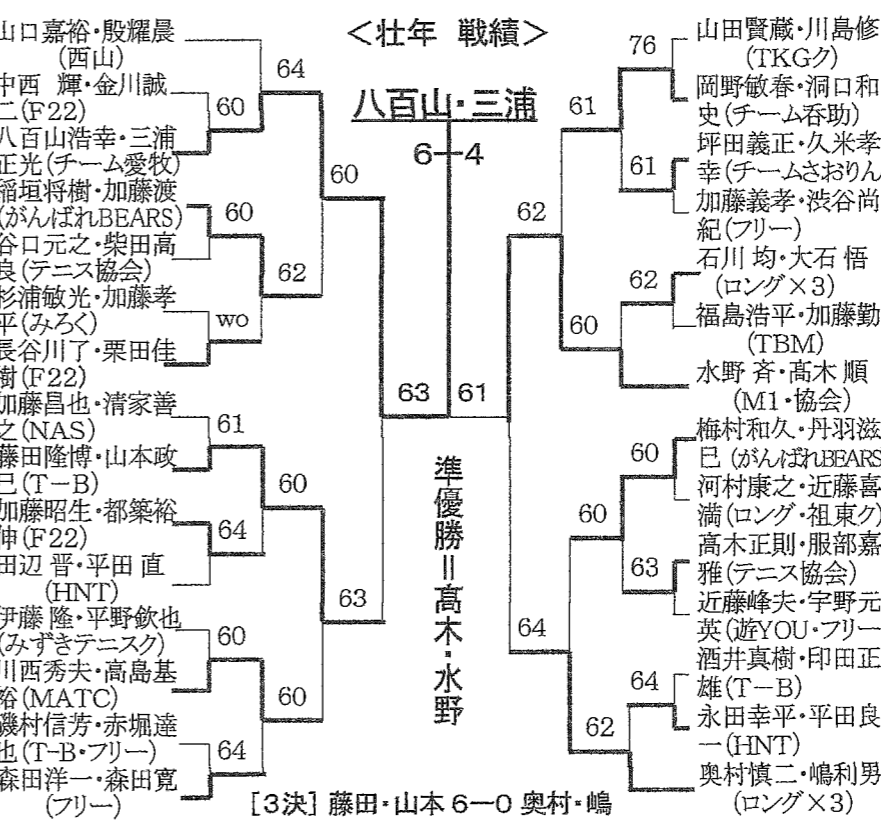 <壮年 戦績>
山口嘉裕・殷耀晨
(西山)
中西 輝・金川誠
二(F22)
八百山浩幸・三浦
正光(チーム愛牧)
稲垣将樹・加藤渡
(がんばれBEARS)
谷口元之・柴田高
良(テニス協会)
杉浦敏光・加藤孝
平(みろく)
長谷川了・栗田佳
樹(F22)
加藤昌也・清家善
之(NAS)
藤田隆博・山本政
巳(T-B)
加藤昭生・都築裕
伸(F22)
田辺 晋・平田 直
(HNT)
伊藤 隆・平野欽也
(みずきテニスク)
川西秀夫・高島基
裕(MATC)
磯村信芳・赤堀達
也(T-B・フリー)
森田洋一・森田寛
(フリー)
64
60
60
60
62
wo
61
60
64
63
60
60
64
八百山・三浦
6-4
63
61
準優勝=髙木・水野
76
61
61
62
62
60
60
60
63
64
64
62
山田賢蔵・川島修
(TKGク)
岡野敏春・洞口和
史(チーム呑助)
坪田義正・久米孝
幸(チームさおりん
加藤義孝・渋谷尚
紀(フリー)
石川 均・大石 悟
(ロング×3)
福島浩平・加藤勤
(TBM)
水野 斉・髙木 順
(M1・協会)
梅村和久・丹羽滋
巳 (がんばれBEARS
河村康之・近藤喜
満(ロング・祖東ク)
高木正則・服部嘉
雅(テニス協会)
近藤峰夫・宇野元
英(遊YOU・フリー
酒井真樹・印田正
雄(T-B)
永田幸平・平田良
一(HNT)
奥村慎二・嶋利男
(ロング×3)
[3決] 藤田・山本 6-0 奥村・嶋